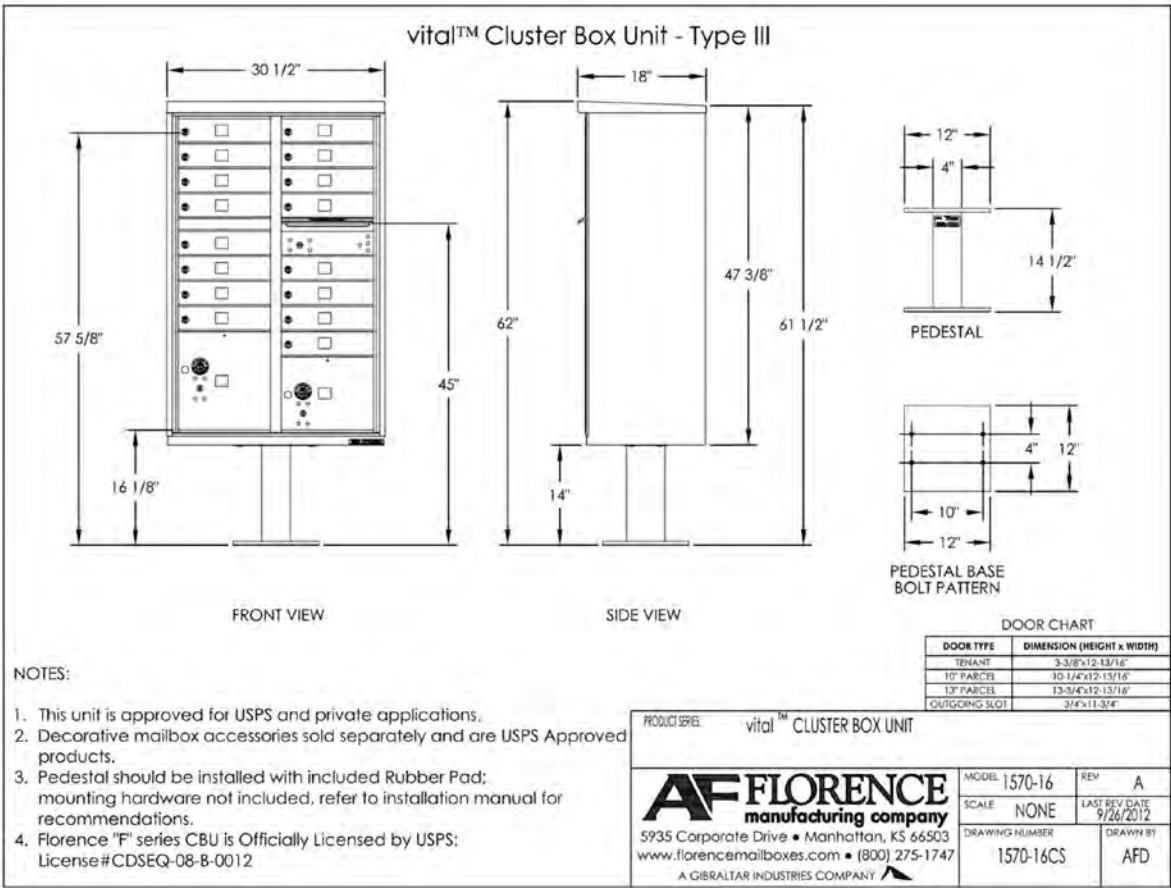 vital™ Cluster Box Unit - Type III
30 1/2"
57 5/8"
16 1/8"
45"
FRONT VIEW
18"
62"
47 3/8"
61 1/2"
14"
SIDE VIEW
12"
4"
14 1/2"
PEDESTAL
4"
12"
10"
12"
PEDESTAL BASE
BOLT PATTERN
DOOR CHART
DOOR TYPE DIMENSION (HEIGHT x WIDTH)
TENANT 3-3/8"x12-13/16"
10" PARCEL 10-1/4"x12-13/16"
13" PARCEL 13-3/4"x12-13/16"
OUTGOING SLOT 3/4"x11-3/4"
NOTES:
1. This unit is approved for USPS and private applications.
2. Decorative mailbox accessories sold separately and are USPS Approved
products.
3. Pedestal should be installed with included Rubber Pad;
mounting hardware not included, refer to installation manual for
recommendations.
4. Florence "F" series CBU is Officially Licensed by USPS:
License#CDSEQ-08-B-0012
PRODUCT SERIES: vital™ CLUSTER BOX UNIT
AF FLORENCE
manufacturing company
5935 Corporate Drive • Manhattan, KS 66503
www.florencemailboxes.com • (800) 275-1747
A GIBRALTAR INDUSTRIES COMPANY
MODEL 1570-16
REV A
SCALE NONE
LAST REV DATE
9/26/2012
DRAWING NUMBER
1570-16CS
DRAWN BY
AFD